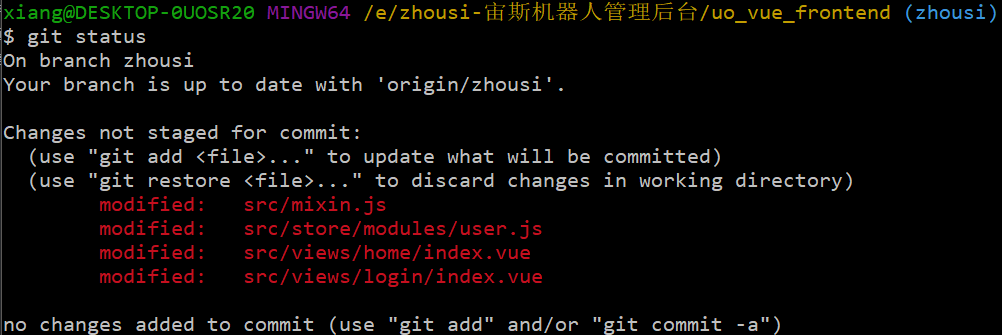 xiang@DESKTOP-0UOSR20 MINGW64 /e/zhousi-宙斯机器人管理后台/uo_vue_frontend (zhousi)
$ git status
On branch zhousi
Your branch is up to date with 'origin/zhousi'.
Changes not staged for commit:
  (use "git add <file>..." to update what will be committed)
  (use "git restore <file>..." to discard changes in working directory)
        modified:   src/mixin.js
        modified:   src/store/modules/user.js
        modified:   src/views/home/index.vue
        modified:   src/views/login/index.vue
no changes added to commit (use "git add" and/or "git commit -a")